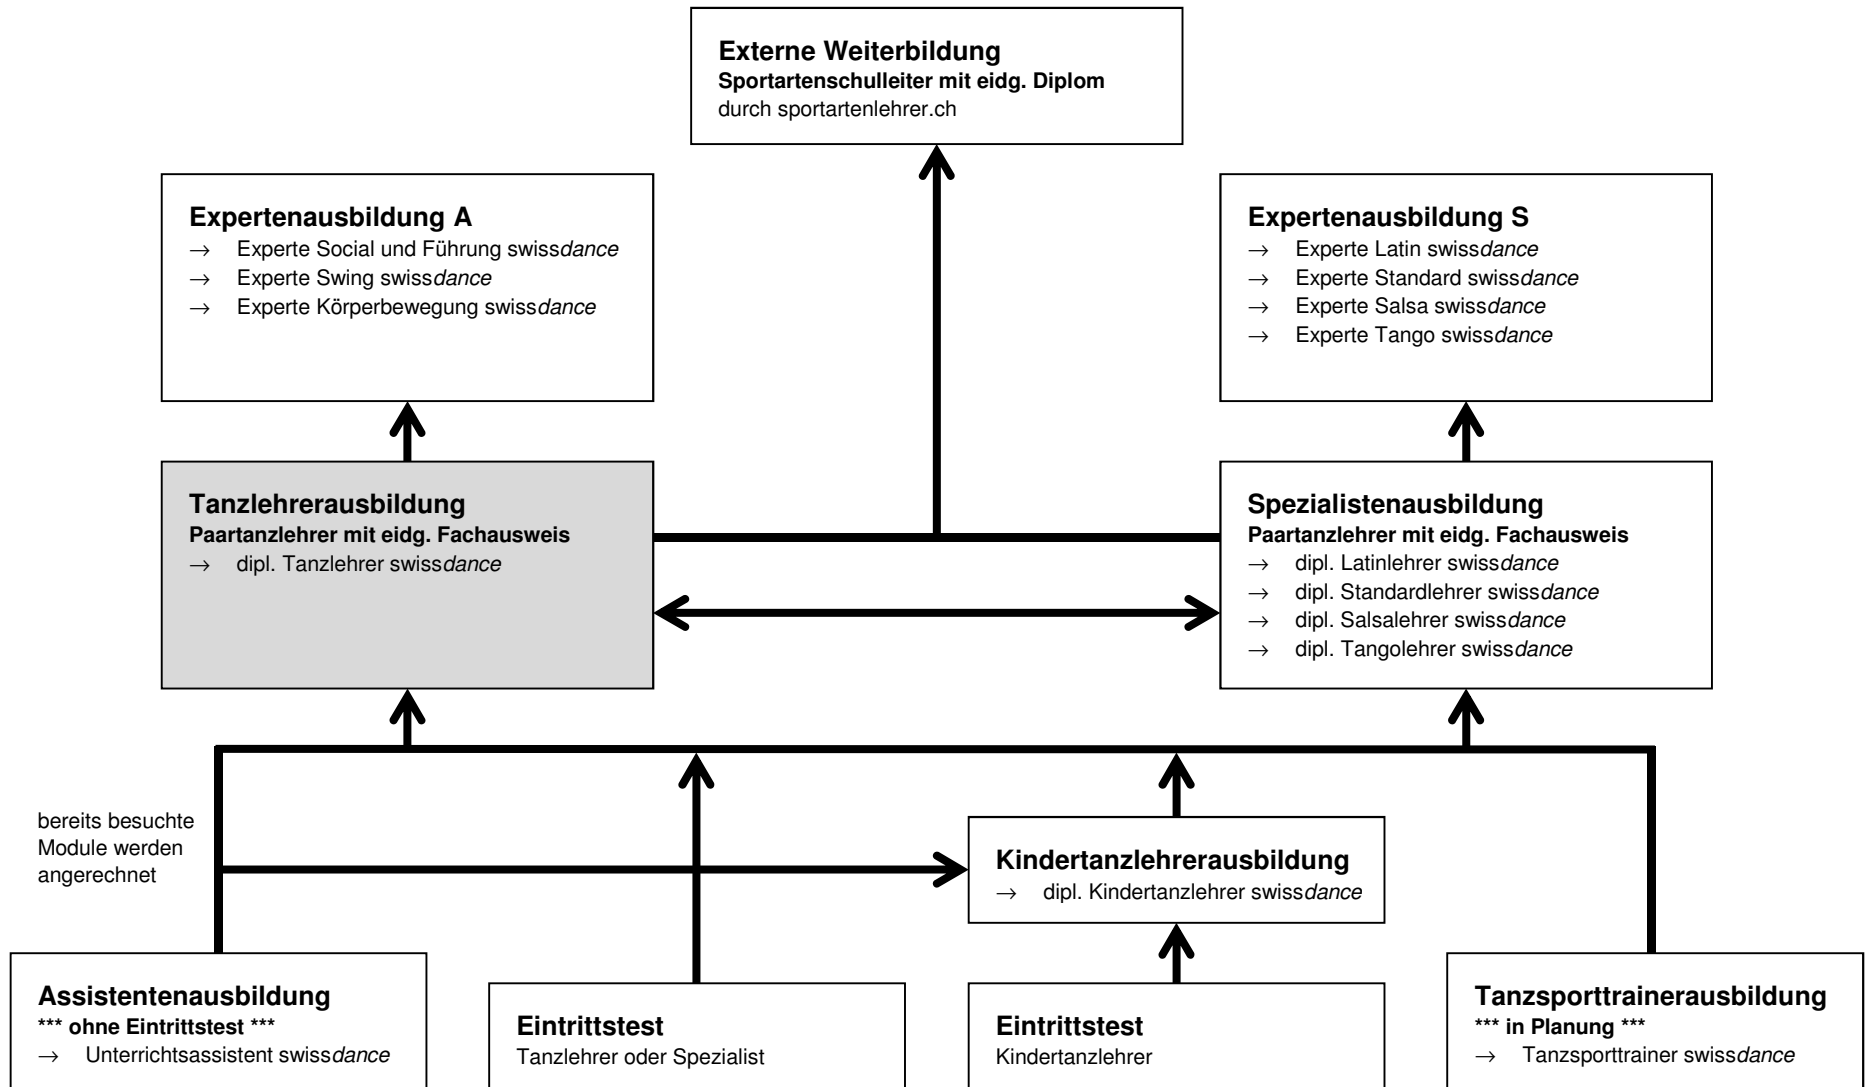 Externe Weiterbildung
Sportartenschulleiter mit eidg. Diplom
durch sportartenlehrer.ch
Expertenausbildung A
→ Experte Social und Führung swissdance
→ Experte Swing swissdance
→ Experte Körperbewegung swissdance
Expertenausbildung S
→ Experte Latin swissdance
→ Experte Standard swissdance
→ Experte Salsa swissdance
→ Experte Tango swissdance
Tanzlehrerausbildung
Paartanzlehrer mit eidg. Fachausweis
→ dipl. Tanzlehrer swissdance
Spezialistenausbildung
Paartanzlehrer mit eidg. Fachausweis
→ dipl. Latinlehrer swissdance
→ dipl. Standardlehrer swissdance
→ dipl. Salsalehrer swissdance
→ dipl. Tangolehrer swissdance
bereits besuchte
Module werden
angerechnet
Kindertanzlehrerausbildung
→ dipl. Kindertanzlehrer swissdance
Assistentenausbildung
*** ohne Eintrittstest ***
→ Unterrichtsassistent swissdance
Eintrittstest
Tanzlehrer oder Spezialist
Eintrittstest
Kindertanzlehrer
Tanzsporttrainerausbildung
*** in Planung ***
→ Tanzsporttrainer swissdance